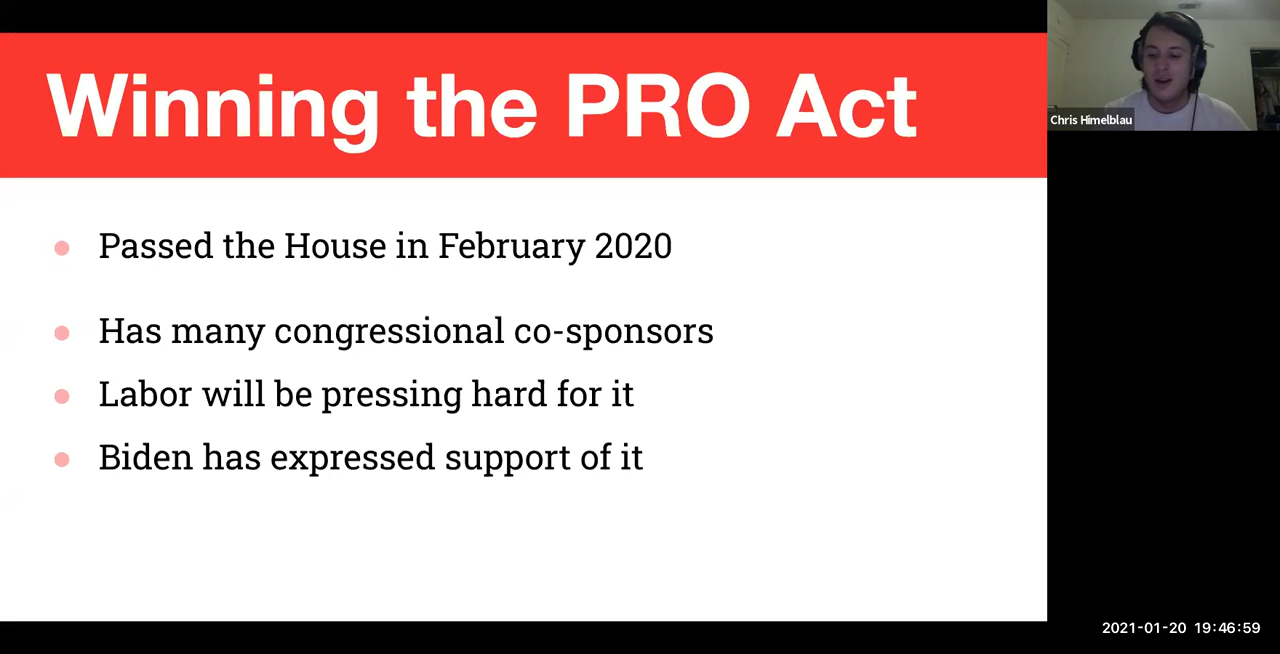 Winning the PRO Act
Passed the House in February 2020
Has many congressional co-sponsors
Labor will be pressing hard for it
Biden has expressed support of it
Chris Himelblau
2021-01-20 19:46:59